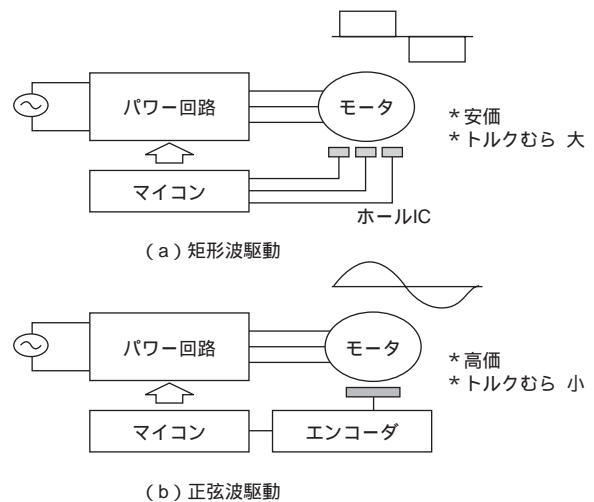 パワー回路
モータ
*安価
*トルクむら 大
マイコン
ホールIC
(a)矩形波駆動
パワー回路
モータ
*高価
*トルクむら 小
マイコン
エンコーダ
(b)正弦波駆動